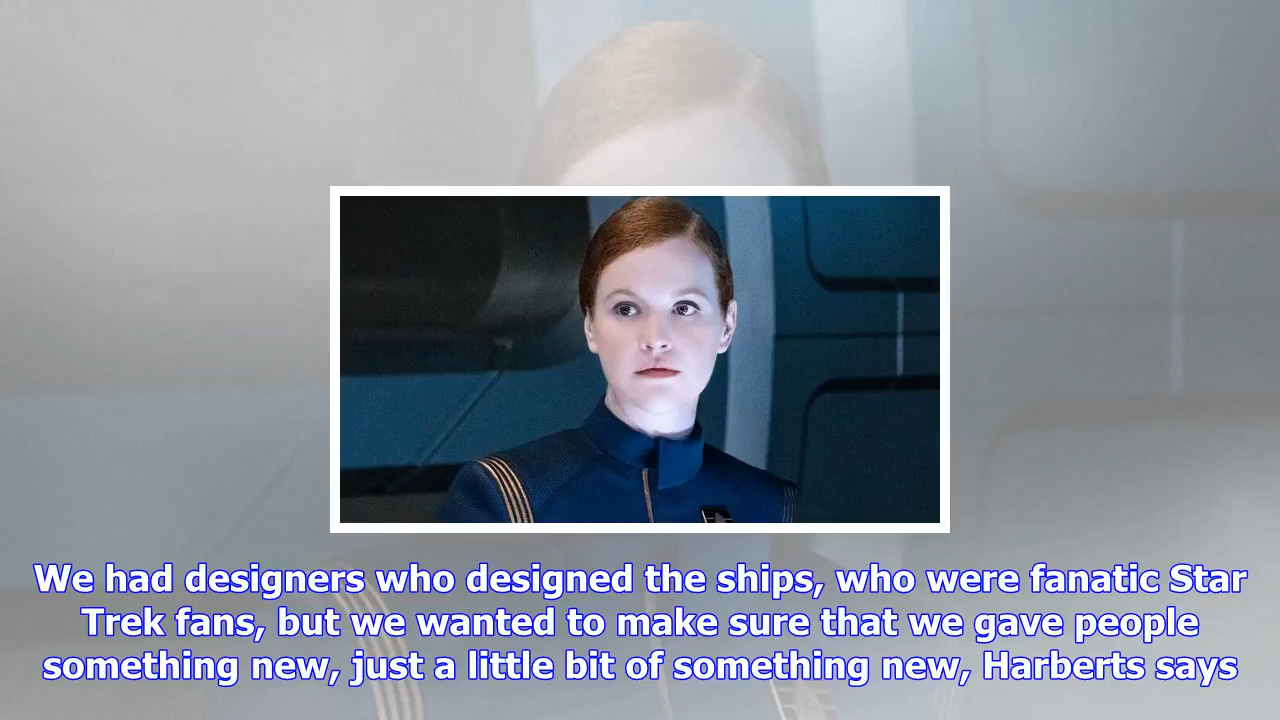 We had designers who designed the ships, who were fanatic Star
Trek fans, but we wanted to make sure that we gave people
something new, just a little bit of something new, Harberts says